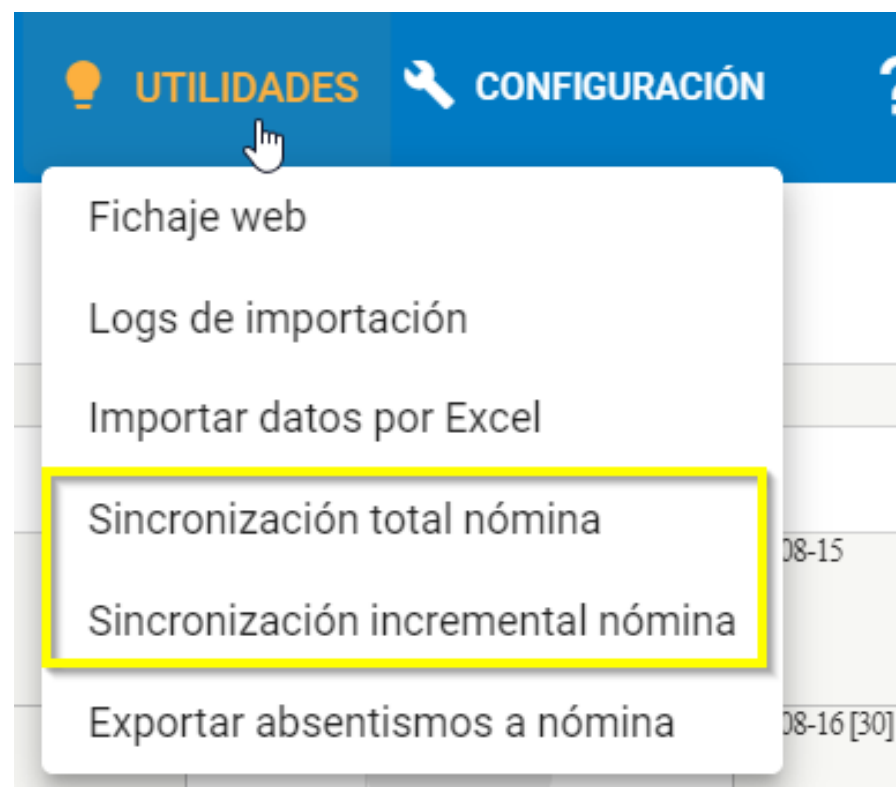 UTILIDADES CONFIGURACIÓN ?
Fichaje web
Logs de importación
Importar datos por Excel
Sincronización total nómina
08-15
Sincronización incremental nómina
Exportar absentismos a nómina
08-16 [30]